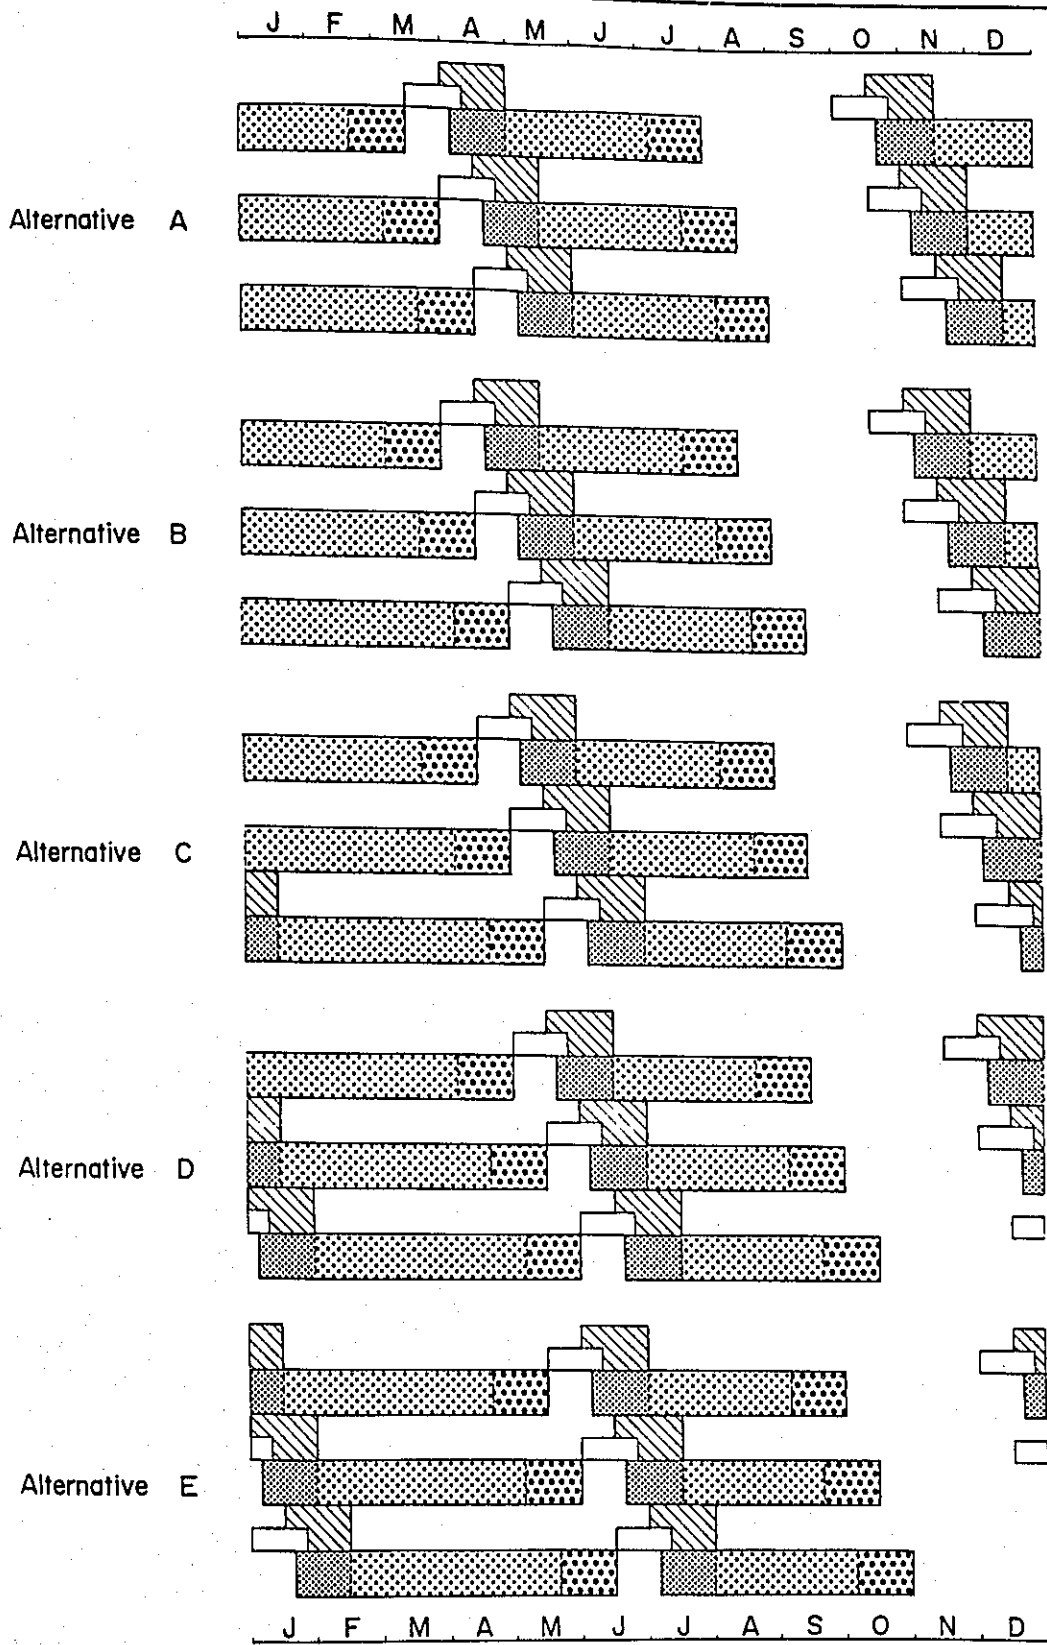 J F M A M J J A S O N D
Alternative A
Alternative B
Alternative C
Alternative D
Alternative E
J F M A M J J A S O N D